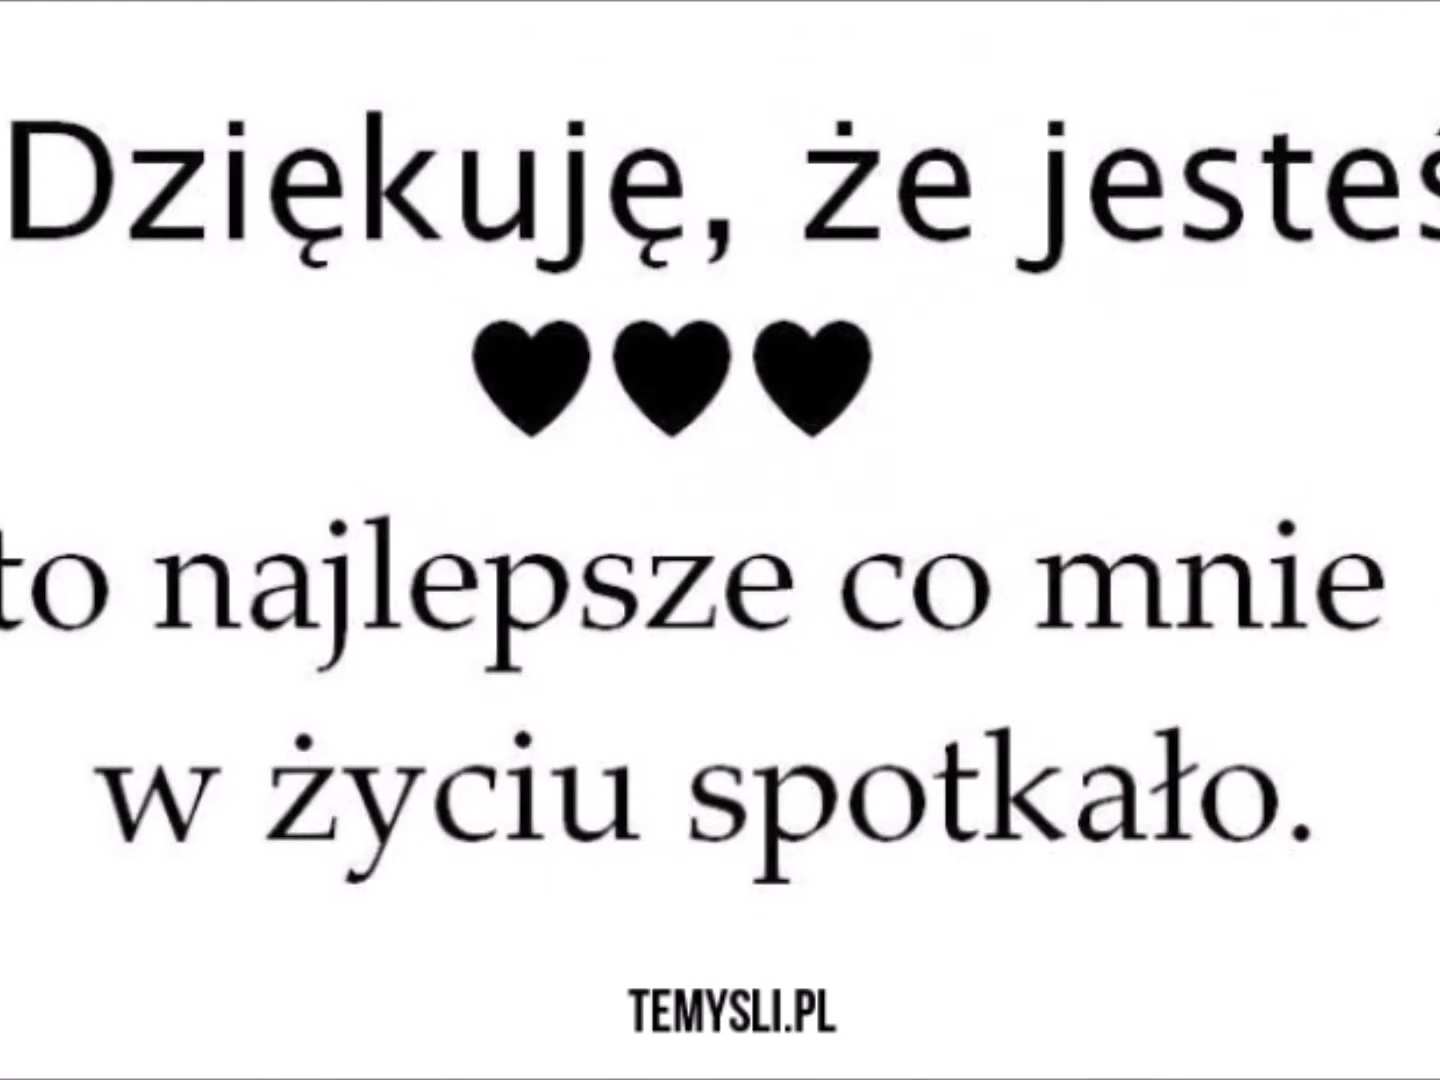 Dziękuję, że jesteś
♥♥♥
to najlepsze co mnie
w życiu spotkało.
TEMYSLI.PL